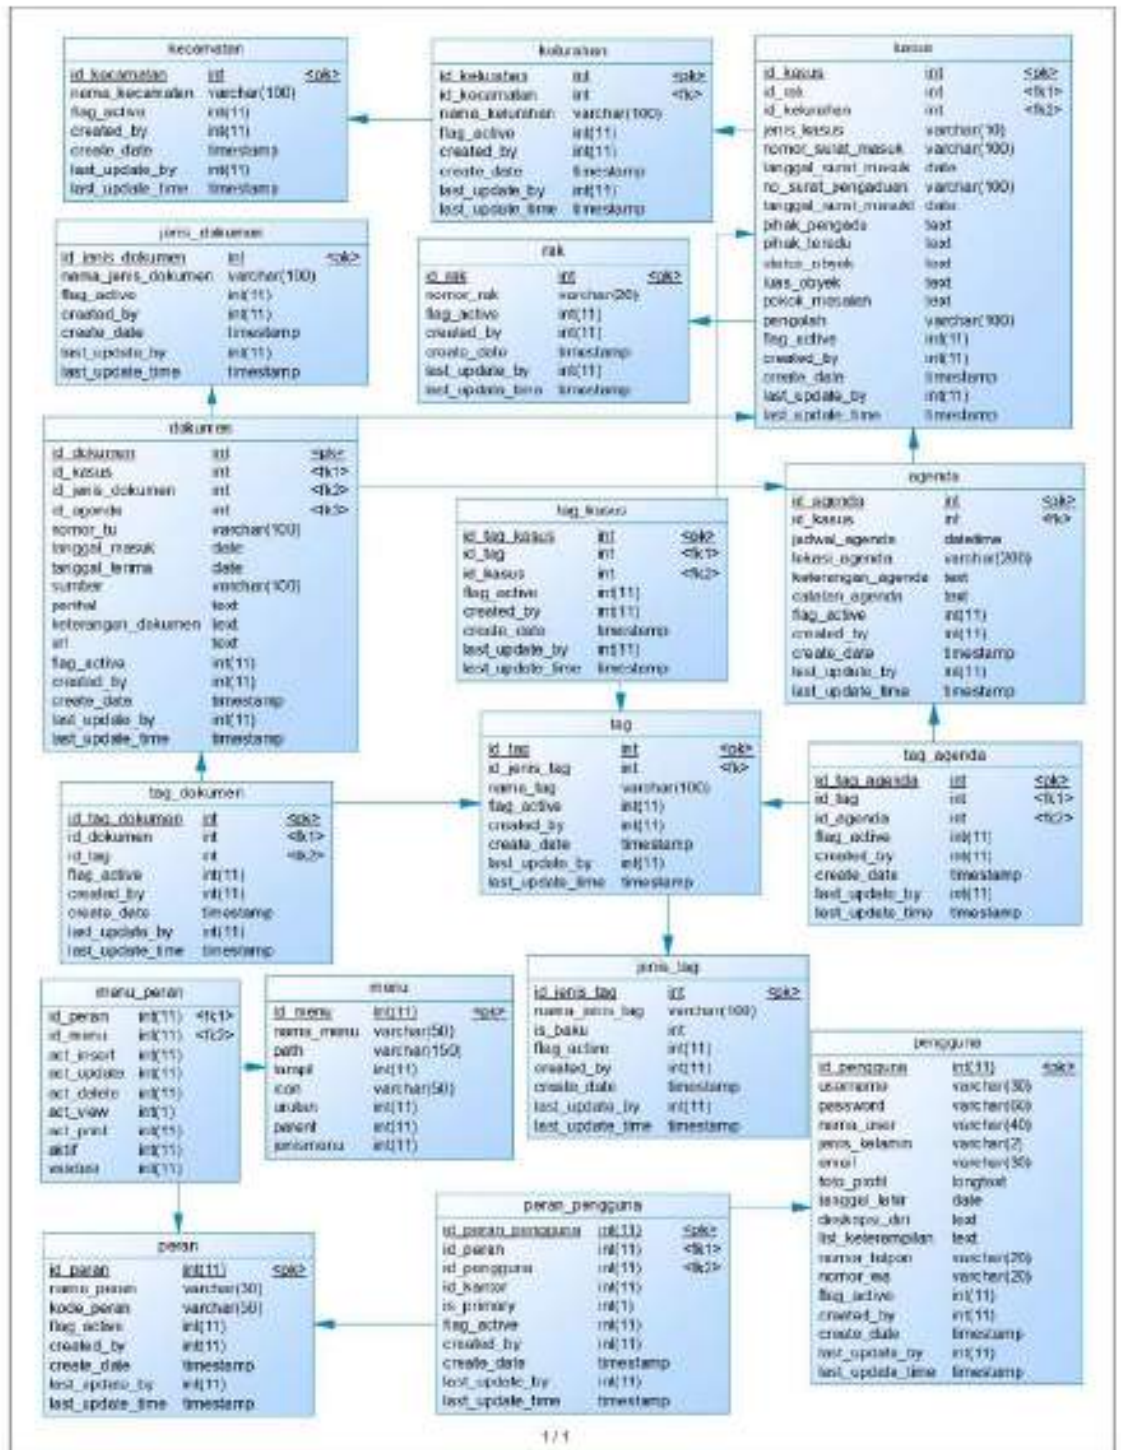 kecamatan
id_kecamatan int <pk>
nama_kecamatan varchar(100)
flag_active int(11)
created_by int(11)
create_date timestamp
last_update_by int(11)
last_update_time timestamp
kelurahan
id_kelurahan int <pk>
id_kecamatan int <fk>
nama_kelurahan varchar(100)
flag_active int(11)
created_by int(11)
create_date timestamp
last_update_by int(11)
last_update_time timestamp
kasus
id_kasus int <pk>
id_rak int <fk1>
id_kelurahan int <fk2>
jenis_kasus varchar(10)
nomor_surat_masuk varchar(100)
tanggal_surat_masuk date
no_surat_pengaduan varchar(100)
date
pihak_pengadu text
pihak_teradu text
status_obyek text
luas_obyek text
pokok_masalah text
pengolah varchar(100)
flag_active int(11)
created_by int(11)
create_date timestamp
last_update_by int(11)
last_update_time timestamp
jenis_dokumen
id_jenis_dokumen int <pk>
nama_jenis_dokumen varchar(100)
flag_active int(11)
created_by int(11)
create_date timestamp
last_update_by int(11)
last_update_time timestamp
rak
id_rak int <pk>
nomor_rak varchar(20)
flag_active int(11)
created_by int(11)
create_date timestamp
last_update_by int(11)
last_update_time timestamp
dokumen
id_dokumen int <pk>
id_kasus int <fk1>
id_jenis_dokumen int <fk2>
id_agenda int <fk3>
nomor_tu varchar(100)
tanggal_masuk date
tanggal_terima date
sumber varchar(100)
perihal text
keterangan_dokumen text
url text
flag_active int(11)
created_by int(11)
create_date timestamp
last_update_by int(11)
last_update_time timestamp
tag_kasus
id_tag_kasus int <pk>
id_tag int <fk1>
id_kasus int <fk2>
flag_active int(11)
created_by int(11)
create_date timestamp
last_update_by int(11)
last_update_time timestamp
agenda
id_agenda int <pk>
id_kasus int <fk>
jadwal_agenda datetime
lokasi_agenda varchar(200)
keterangan_agenda text
catatan_agenda text
flag_active int(11)
created_by int(11)
create_date timestamp
last_update_by int(11)
last_update_time timestamp
tag
id_tag int <pk>
id_jenis_tag int <fk>
nama_tag varchar(100)
flag_active int(11)
created_by int(11)
create_date timestamp
last_update_by int(11)
last_update_time timestamp
tag_agenda
id_tag_agenda int <pk>
id_tag int <fk1>
id_agenda int <fk2>
flag_active int(11)
created_by int(11)
create_date timestamp
last_update_by int(11)
last_update_time timestamp
tag_dokumen
id_tag_dokumen int <pk>
id_dokumen int <fk1>
id_tag int <fk2>
flag_active int(11)
created_by int(11)
create_date timestamp
last_update_by int(11)
last_update_time timestamp
menu_peran
id_peran int(11) <fk1>
id_menu int(11) <fk2>
act_insert int(11)
act_update int(11)
act_delete int(11)
act_view int(1)
act_print int(11)
aktif int(11)
validasi int(11)
menu
id_menu int(11) <pk>
nama_menu varchar(50)
path varchar(150)
tampil int(11)
icon varchar(50)
urutan int(11)
parent int(11)
jenismenu int(11)
jenis_tag
id_jenis_tag int <pk>
nama_jenis_tag varchar(100)
is_baku int
flag_active int(11)
created_by int(11)
create_date timestamp
last_update_by int(11)
last_update_time timestamp
pengguna
id_pengguna int(11) <pk>
username varchar(30)
password varchar(60)
nama_user varchar(40)
jenis_kelamin varchar(2)
email varchar(30)
foto_profil longtext
tanggal_lahir date
deskripsi_diri text
list_keterampilan text
nomor_telpon varchar(20)
nomor_wa varchar(20)
flag_active int(11)
created_by int(11)
create_date timestamp
last_update_by int(11)
last_update_time timestamp
peran_pengguna
id_peran_pengguna int(11) <pk>
id_peran int(11) <fk1>
id_pengguna int(11) <fk2>
id_kantor int(11)
is_primary int(1)
flag_active int(11)
created_by int(11)
create_date timestamp
last_update_by int(11)
last_update_time timestamp
peran
id_peran int(11) <pk>
nama_peran varchar(30)
kode_peran varchar(50)
flag_active int(11)
created_by int(11)
create_date timestamp
last_update_by int(11)
last_update_time timestamp
1 / 1